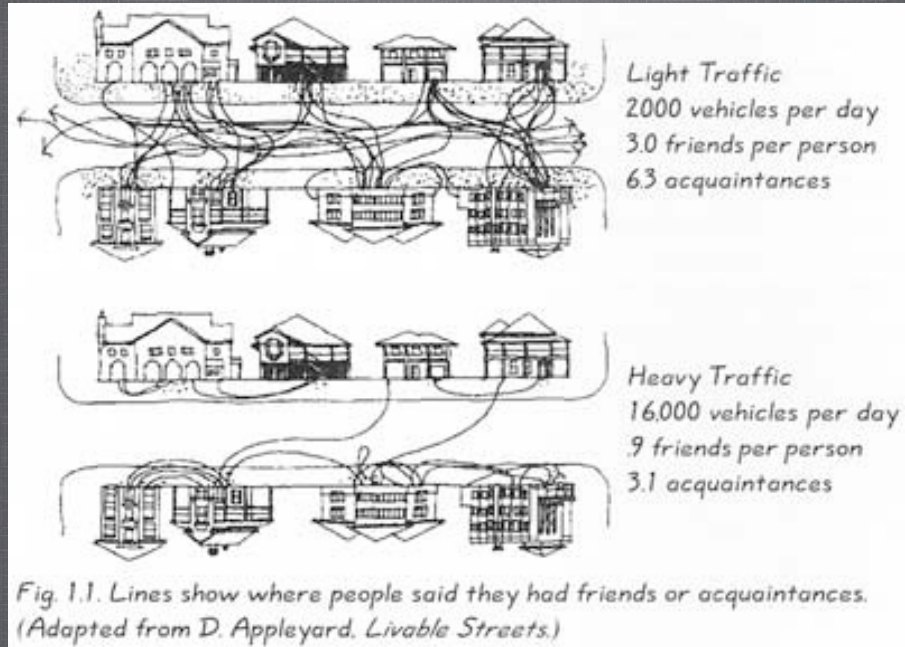 Light Traffic
2000 vehicles per day
3.0 friends per person
6.3 acquaintances
Heavy Traffic
16,000 vehicles per day
.9 friends per person
3.1 acquaintances
Fig. 1.1. Lines show where people said they had friends or acquaintances.
(Adapted from D. Appleyard, Livable Streets.)